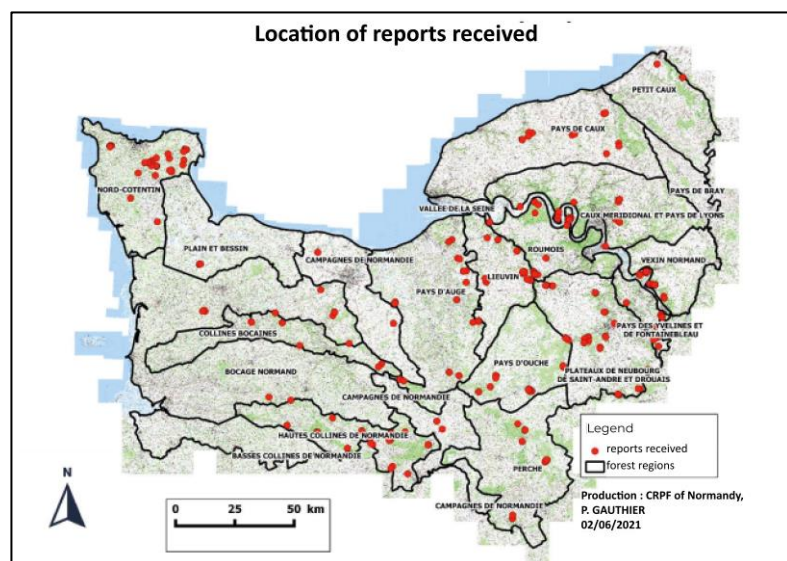 Location of reports received
PETIT CAUX
PAYS DE CAUX
PAYS DE BRAY
NORD-COTENTIN
VALLEE DE LA SEINE
CAUX MERIDIONAL ET PAYS DE LYONS
PLAIN ET BESSIN
CAMPAGNES DE NORMANDIE
ROUMOIS
VEXIN NORMAND
LIEUVIN
PAYS D'AUGE
PAYS DES YVELINES ET
DE FONTAINEBLEAU
COLLINES BOCAINES
PAYS D'OUCHE
BOCAGE NORMAND
PLATEAUX DE NEUBOURG
DE SAINT-ANDRE ET DROUAIS
CAMPAGNES DE NORMANDIE
HAUTES COLLINES DE NORMANDIE
BASSES COLLINES DE NORMANDIE
PERCHE
CAMPAGNES DE NORMANDIE
Legend
reports received
forest regions
N
0 25 50 km
Production : CRPF of Normandy,
P. GAUTHIER
02/06/2021